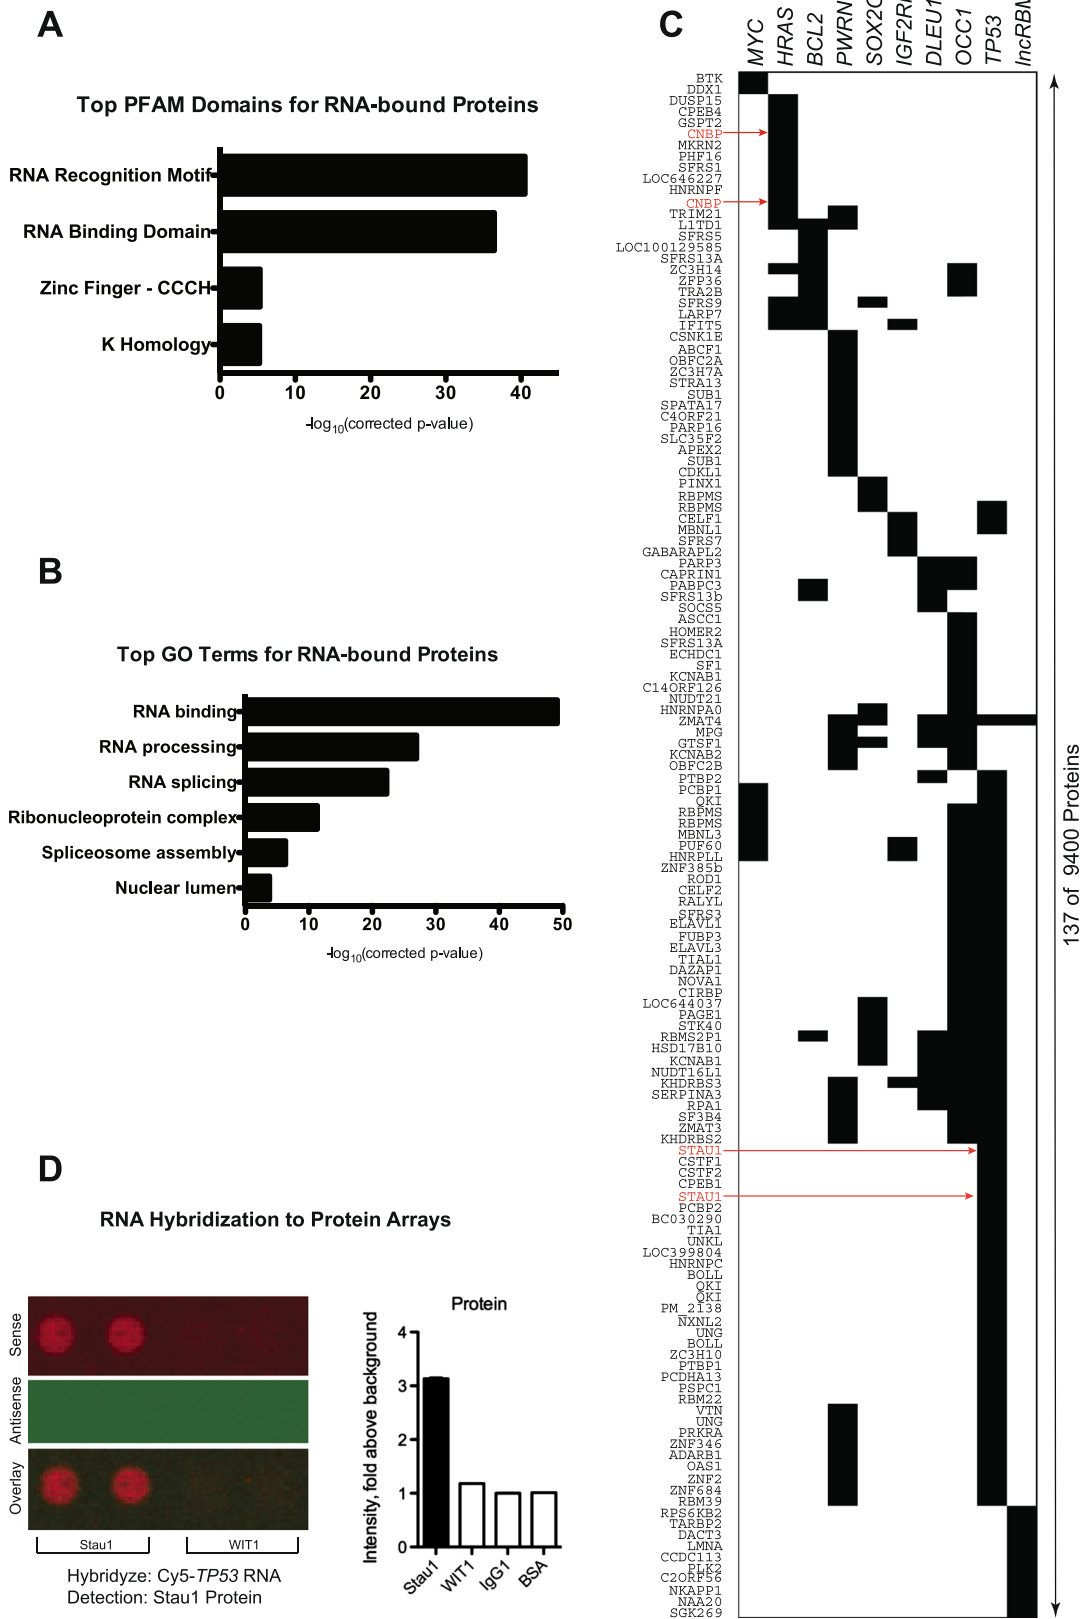 A
Top PFAM Domains for RNA-bound Proteins
RNA Recognition Motif
RNA Binding Domain
Zinc Finger - CCCH
K Homology
0 10 20 30 40
-log10(corrected p-value)
B
Top GO Terms for RNA-bound Proteins
RNA binding
RNA processing
RNA splicing
Ribonucleoprotein complex
Spliceosome assembly
Nuclear lumen
0 10 20 30 40 50
-log10(corrected p-value)
C
MYC
HRAS
BCL2
PWRN
SOX2O
IGF2R
DLEU1
OCC1
TP53
lncRBM
BTK
DDX1
DUSP15
CPEB4
GSPT2
CNBP
MKRN2
PHF16
SFRS1
LOC646227
HNRNPF
CNBP
TRIM21
L1TD1
SFRS5
LOC100129585
SFRS13A
ZC3H14
ZFP36
TRA2B
SFRS9
LARP7
IFIT5
CSNK1E
ABCF1
OBFC2A
ZC3H7A
STRA13
SUB1
SPATA17
C4ORF21
PARP16
SLC35F2
APEX2
SUB1
CDKL1
PINX1
RBPMS
RBPMS
CELF1
MBNL1
SFRS7
GABARAPL2
PARP3
CAPRIN1
PABPC3
SFRS13b
SOCS5
ASCC1
HOMER2
SFRS13A
ECHDC1
SF1
KCNAB1
C14ORF126
NUDT21
HNRNPA0
ZMAT4
MPG
GTSF1
KCNAB2
OBFC2B
PTBP2
PCBP1
QKI
RBPMS
RBPMS
MBNL3
PUF60
HNRPLL
ZNF385b
ROD1
CELF2
RALYL
SFRS3
ELAVL1
FUBP3
ELAVL3
TIAL1
DAZAP1
NOVA1
CIRBP
LOC644037
PAGE1
STK40
RBMS2P1
HSD17B10
KCNAB1
NUDT16L1
KHDRBS3
SERPINA3
RPA1
SF3B4
ZMAT3
KHDRBS2
STAU1
CSTF1
CSTF2
CPEB1
STAU1
PCBP2
BC030290
TIA1
UNKL
LOC399804
HNRNPC
BOLL
QKI
QKI
PM_2138
NXNL2
UNG
BOLL
ZC3H10
PTBP1
PCDHA13
PSPC1
RBM22
VTN
UNG
PRKRA
ZNF346
ADARB1
OAS1
ZNF2
ZNF684
RBM39
RPS6KB2
TARBP2
DACT3
LMNA
CCDC113
PLK2
C2ORF56
NKAPP1
NAA20
SGK269
137 of 9400 Proteins
D
RNA Hybridization to Protein Arrays
Sense
Antisense
Overlay
Stau1 WIT1
Hybridyze: Cy5-TP53 RNA
Detection: Stau1 Protein
Protein
Intensity, fold above background
4
3
2
1
0
Stau1
WIT1
IgG1
BSA